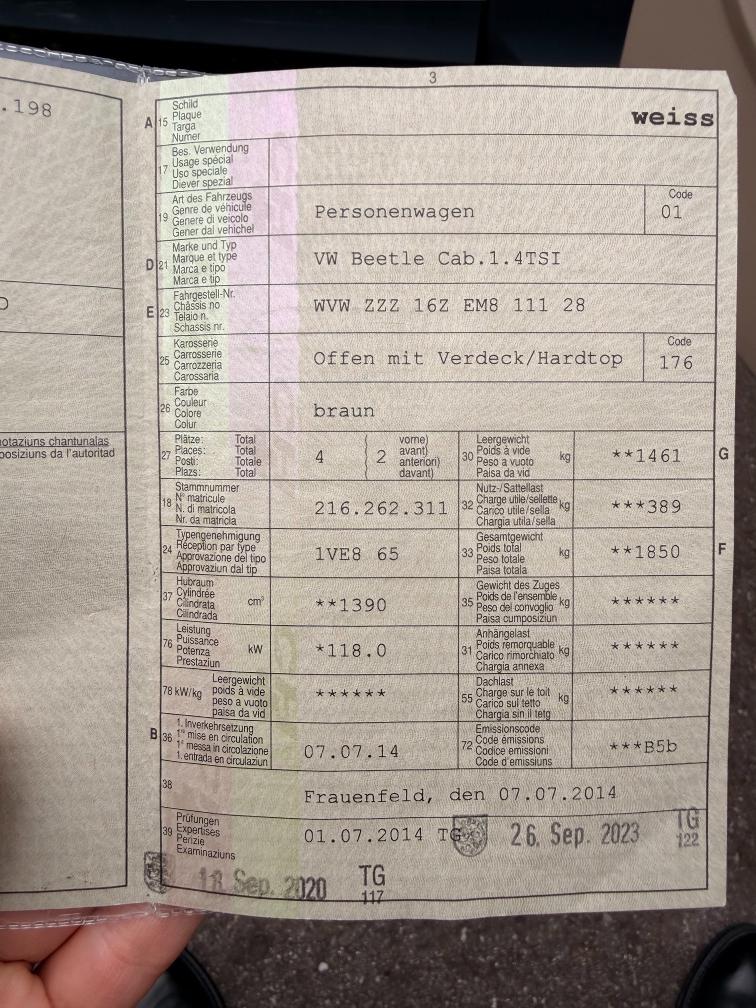 .198
D
notaziuns chantunalas
posiziuns da l'autoritad
3
A 15 Schild
Plaque
Targa
Numer
weiss
17 Bes. Verwendung
Usage spécial
Uso speciale
Diever spezial
19 Art des Fahrzeugs
Genre de véhicule
Genere di veicolo
Gener dal vehichel
Personenwagen
Code
01
D 21 Marke und Typ
Marque et type
Marca e tipo
Marca e tip
VW Beetle Cab.1.4TSI
E 23 Fahrgestell-Nr.
Châssis no
Telaio n.
Schassis nr.
WVW ZZZ 16Z EM8 111 28
25 Karosserie
Carrosserie
Carrozzeria
Carossaria
Offen mit Verdeck/Hardtop
Code
176
26 Farbe
Couleur
Colore
Colur
braun
27 Plätze: Total
Places: Total
Posti: Totale
Plazs: Total
4 { 2 vorne)
avant)
anteriori)
davant)
30 Leergewicht
Poids à vide
Peso a vuoto
Paisa da vid
kg
**1461
G
18 Stammnummer
N° matricule
N. di matricola
Nr. da matricla
216.262.311
32 Nutz-/Sattellast
Charge utile/sellette
Carico utile/sella
Chargia utila/sella
kg
***389
24 Typengenehmigung
Réception par type
Approvazione del tipo
Approvaziun dal tip
1VE8 65
33 Gesamtgewicht
Poids total
Peso totale
Paisa totala
kg
**1850
F
37 Hubraum
Cylindrée
Cilindrata
Cilindrada
cm³
**1390
35 Gewicht des Zuges
Poids de l'ensemble
Peso del convoglio
Paisa cumposiziun
kg
******
76 Leistung
Puissance
Potenza
Prestaziun
kW
*118.0
31 Anhängelast
Poids remorquable
Carico rimorchiato
Chargia annexa
kg
******
78 kW/kg Leergewicht
poids à vide
peso a vuoto
paisa da vid
******
55 Dachlast
Charge sur le toit
Carico sul tetto
Chargia sin il tetg
kg
******
B 36 1. Inverkehrsetzung
1re mise en circulation
1a messa in circolazione
1. entrada en circulaziun
07.07.14
72 Emissionscode
Code émissions
Codice emissioni
Code d'emissiuns
***B5b
38
Frauenfeld, den 07.07.2014
39 Prüfungen
Expertises
Perizie
Examinaziuns
01.07.2014 TG
26. Sep. 2023
TG
122
18. Sep. 2020
TG
117